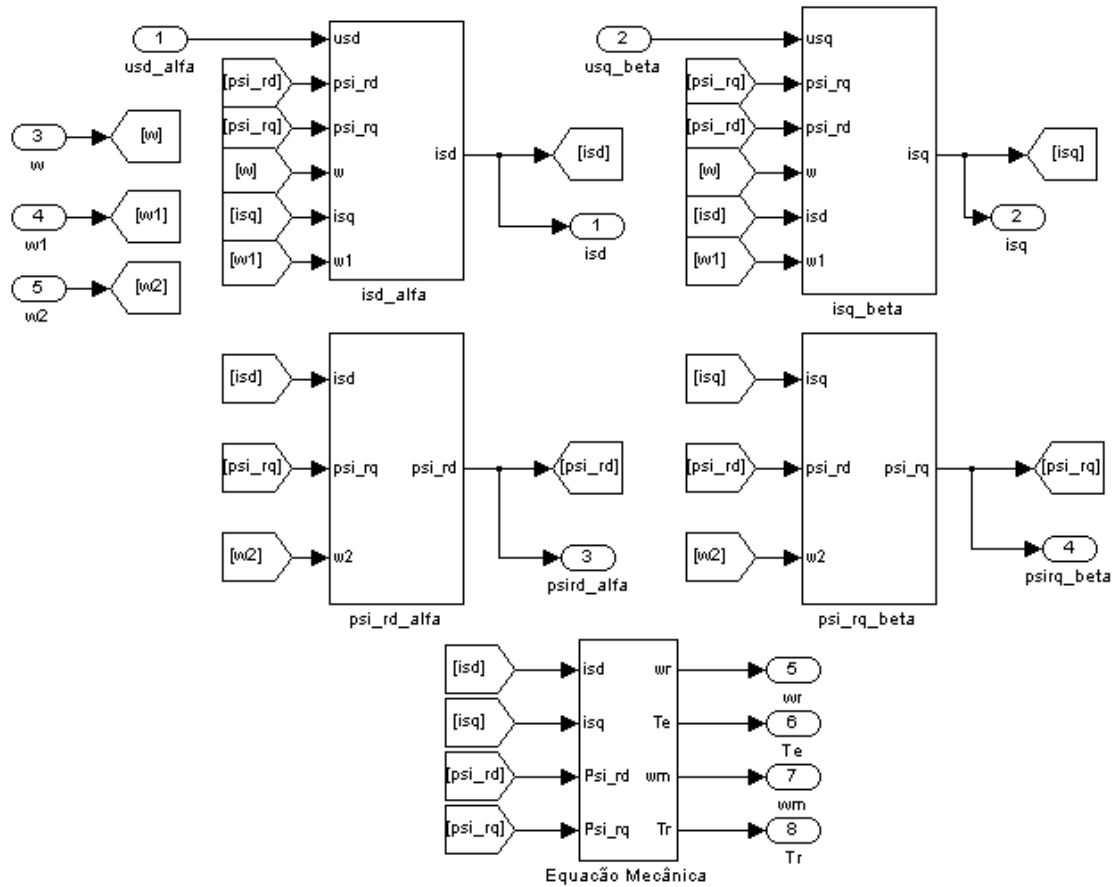 1
usd_alfa
usd
[psi_rd]
psi_rd
[psi_rq]
psi_rq
[w]
w
[isq]
isq
[w1]
w1
isd
isd_alfa
[isd]
1
isd
2
usq_beta
usq
[psi_rq]
psi_rq
[psi_rd]
psi_rd
[w]
w
[isd]
isd
[w1]
w1
isq
isq_beta
[isq]
2
isq
3
w
[w]
4
w1
[w1]
5
w2
[w2]
[isd]
isd
[psi_rq]
psi_rq
[w2]
w2
psi_rd
psi_rd_alfa
[psi_rd]
3
psird_alfa
[isq]
isq
[psi_rd]
psi_rd
[w2]
w2
psi_rq
psi_rq_beta
[psi_rq]
4
psirq_beta
[isd]
isd
[isq]
isq
[psi_rd]
Psi_rd
[psi_rq]
Psi_rq
wr
Te
wm
Tr
Equacão Mecânica
5
wr
6
Te
7
wm
8
Tr